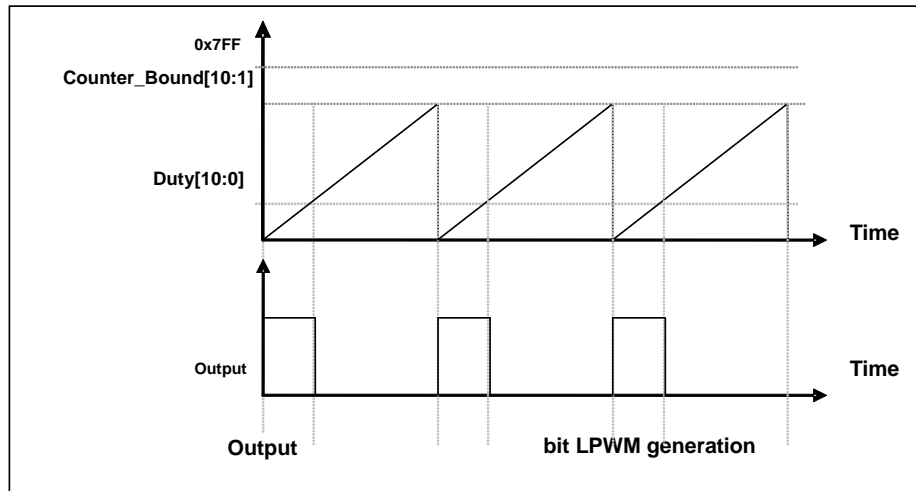 0x7FF
Counter_Bound[10:1]
Duty[10:0]
Time
Output
Time
Output
bit LPWM generation